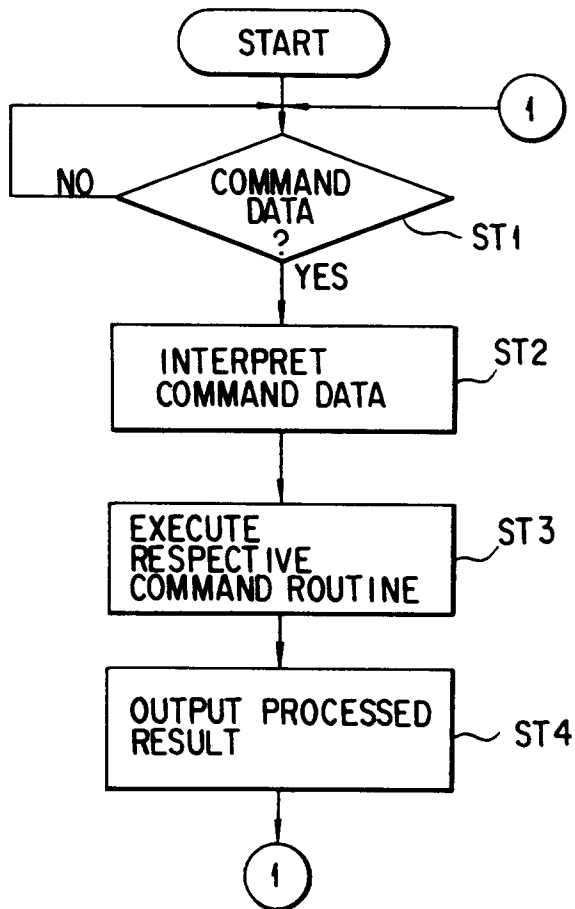 START
1
NO
COMMAND
DATA
?
ST1
YES
INTERPRET
COMMAND DATA
ST2
EXECUTE
RESPECTIVE
COMMAND ROUTINE
ST3
OUTPUT PROCESSED
RESULT
ST4
1